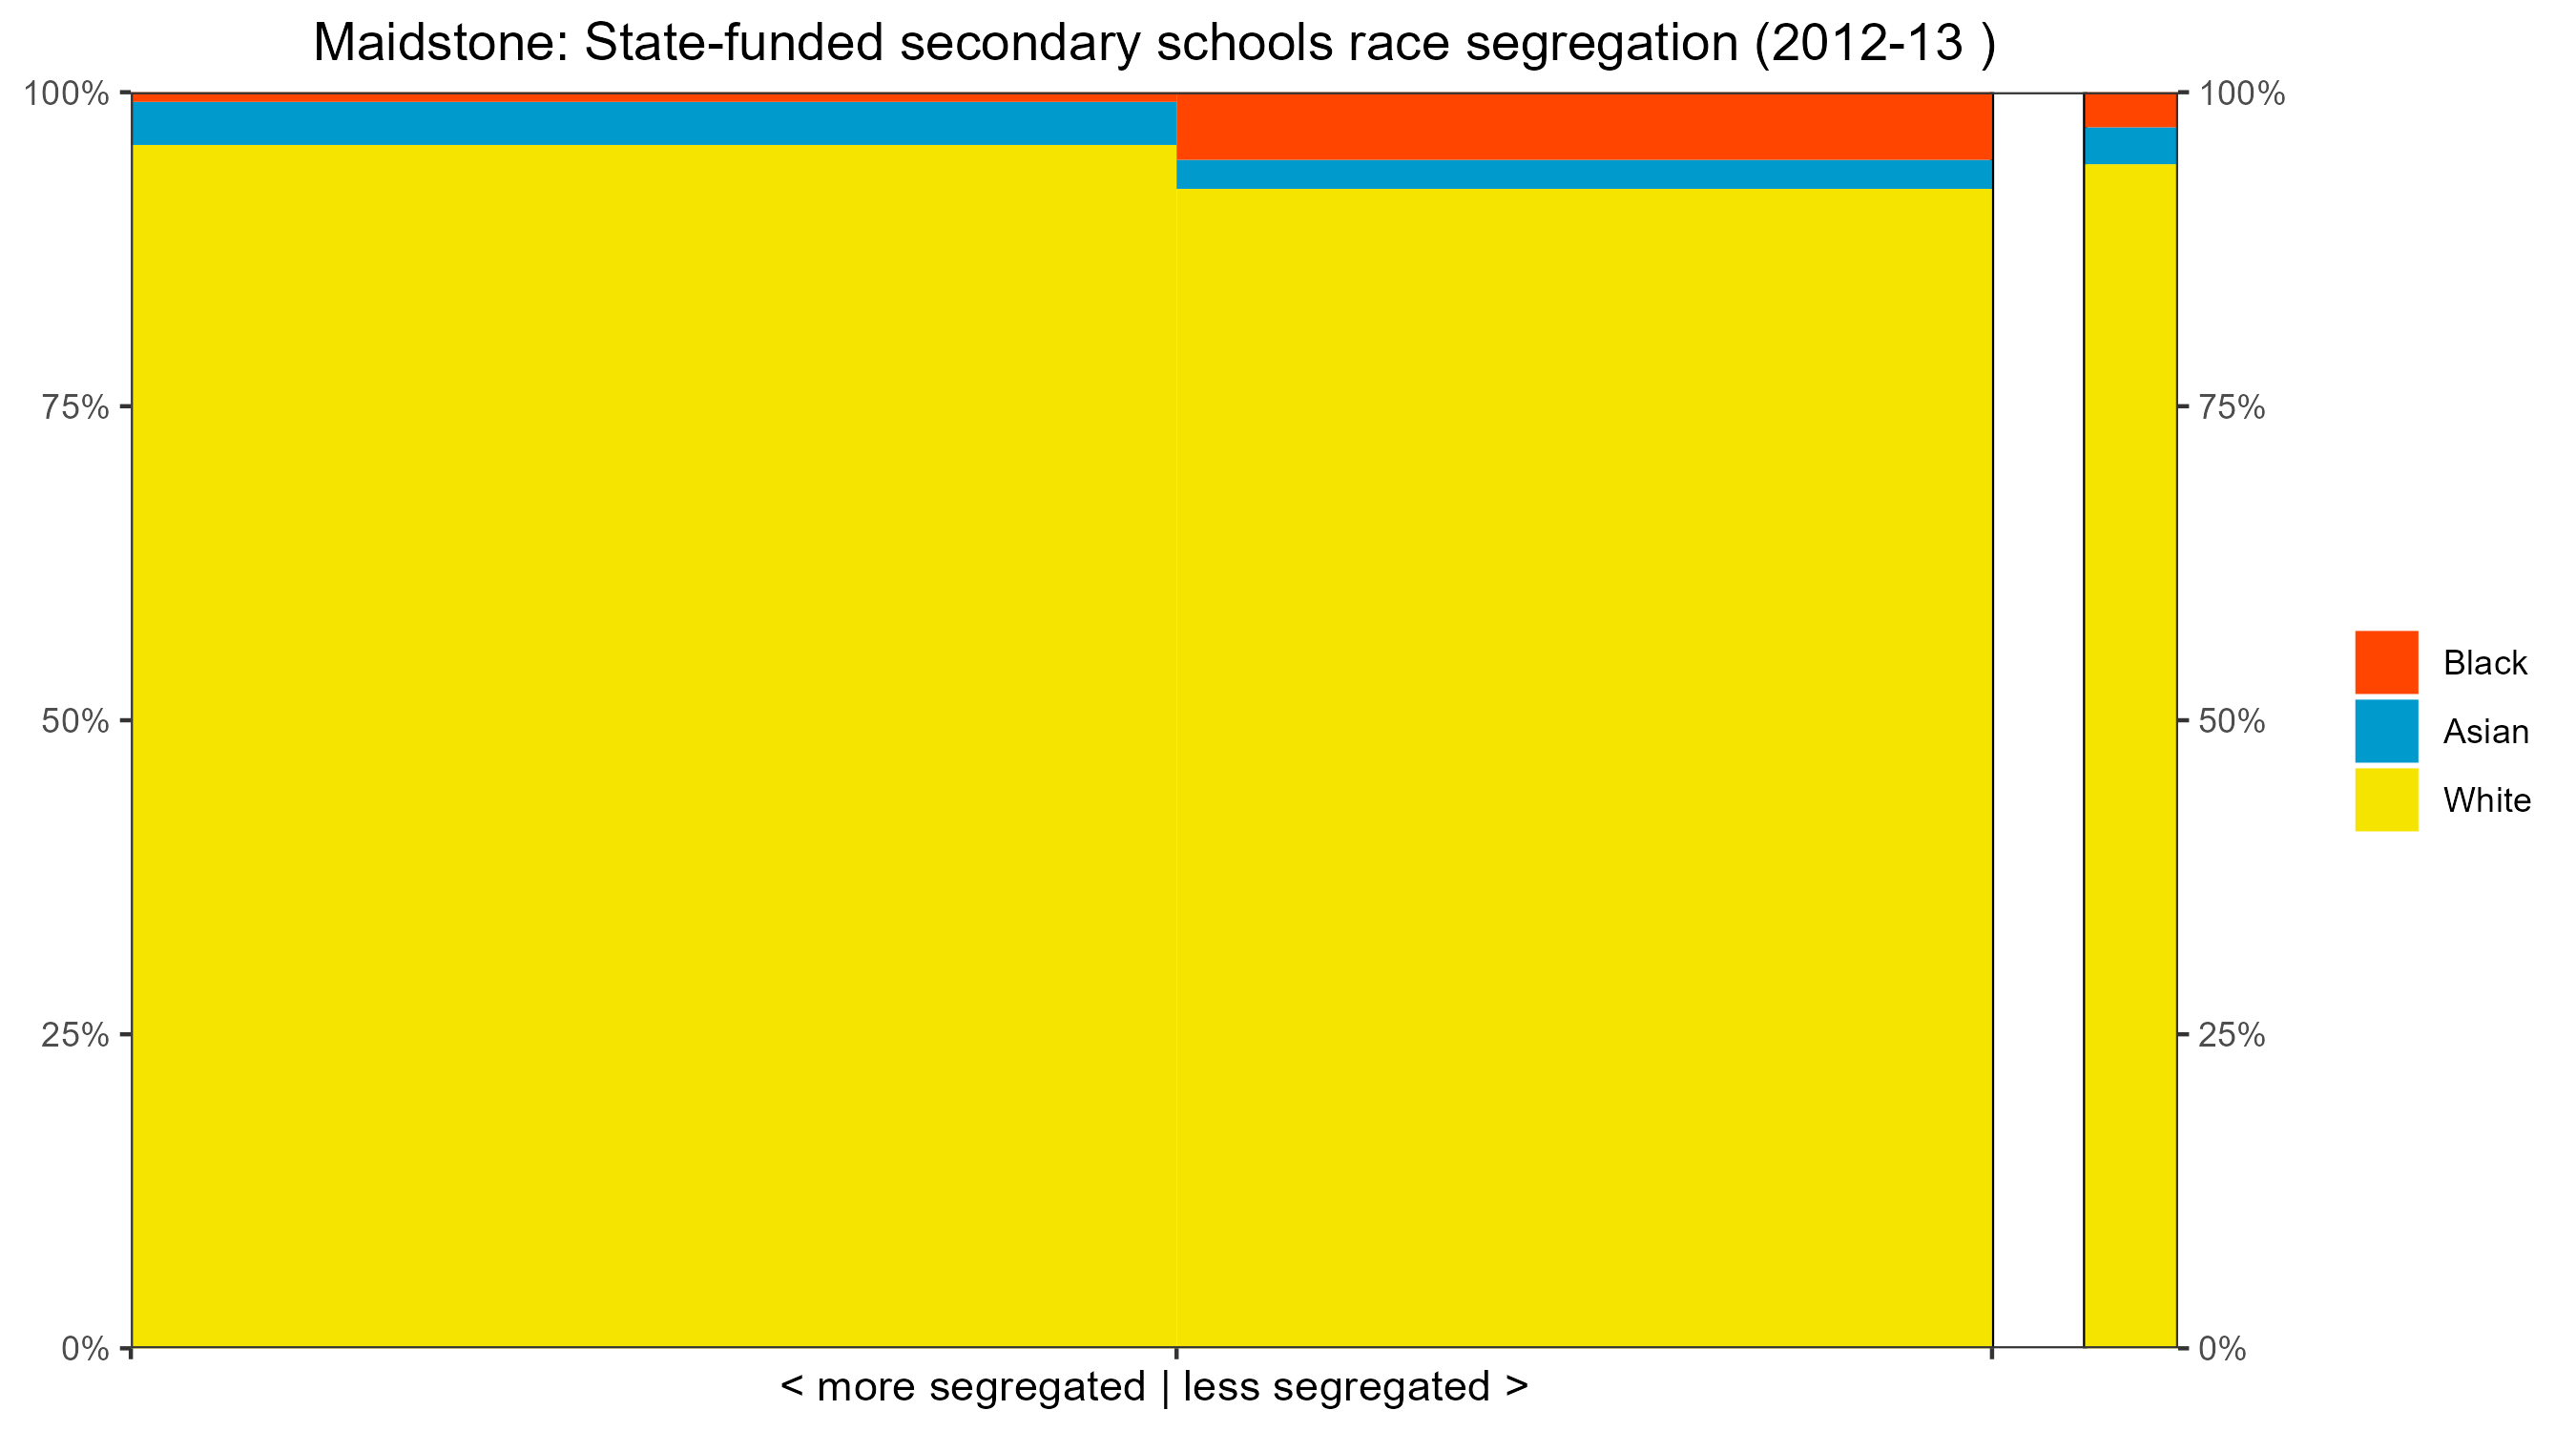 Maidstone: State-funded secondary schools race segregation (2012-13 )
100%
75%
50%
25%
0%
100%
75%
50%
25%
0%
Black
Asian
White
< more segregated | less segregated >